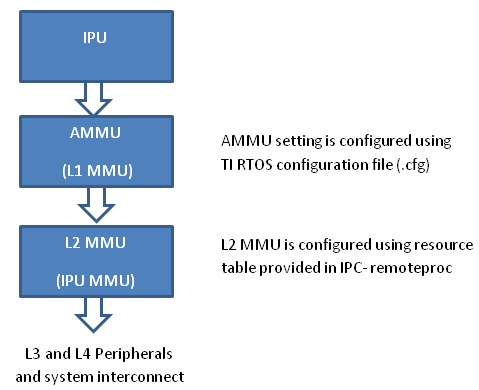 IPU
AMMU
(L1 MMU)
AMMU setting is configured using
TI RTOS configuration file (.cfg)
L2 MMU
(IPU MMU)
L2 MMU is configured using resource
table provided in IPC- remoteproc
L3 and L4 Peripherals
and system interconnect